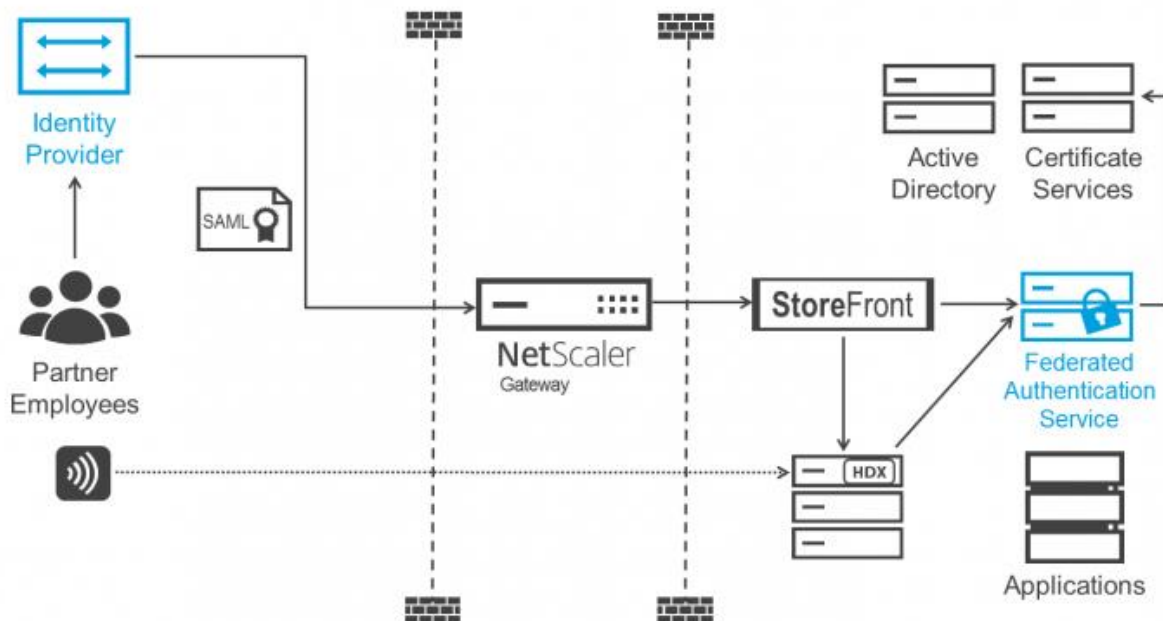 Identity
Provider
SAML
Partner
Employees
NetScaler
Gateway
StoreFront
HDX
Active
Directory
Certificate
Services
Federated
Authentication
Service
Applications